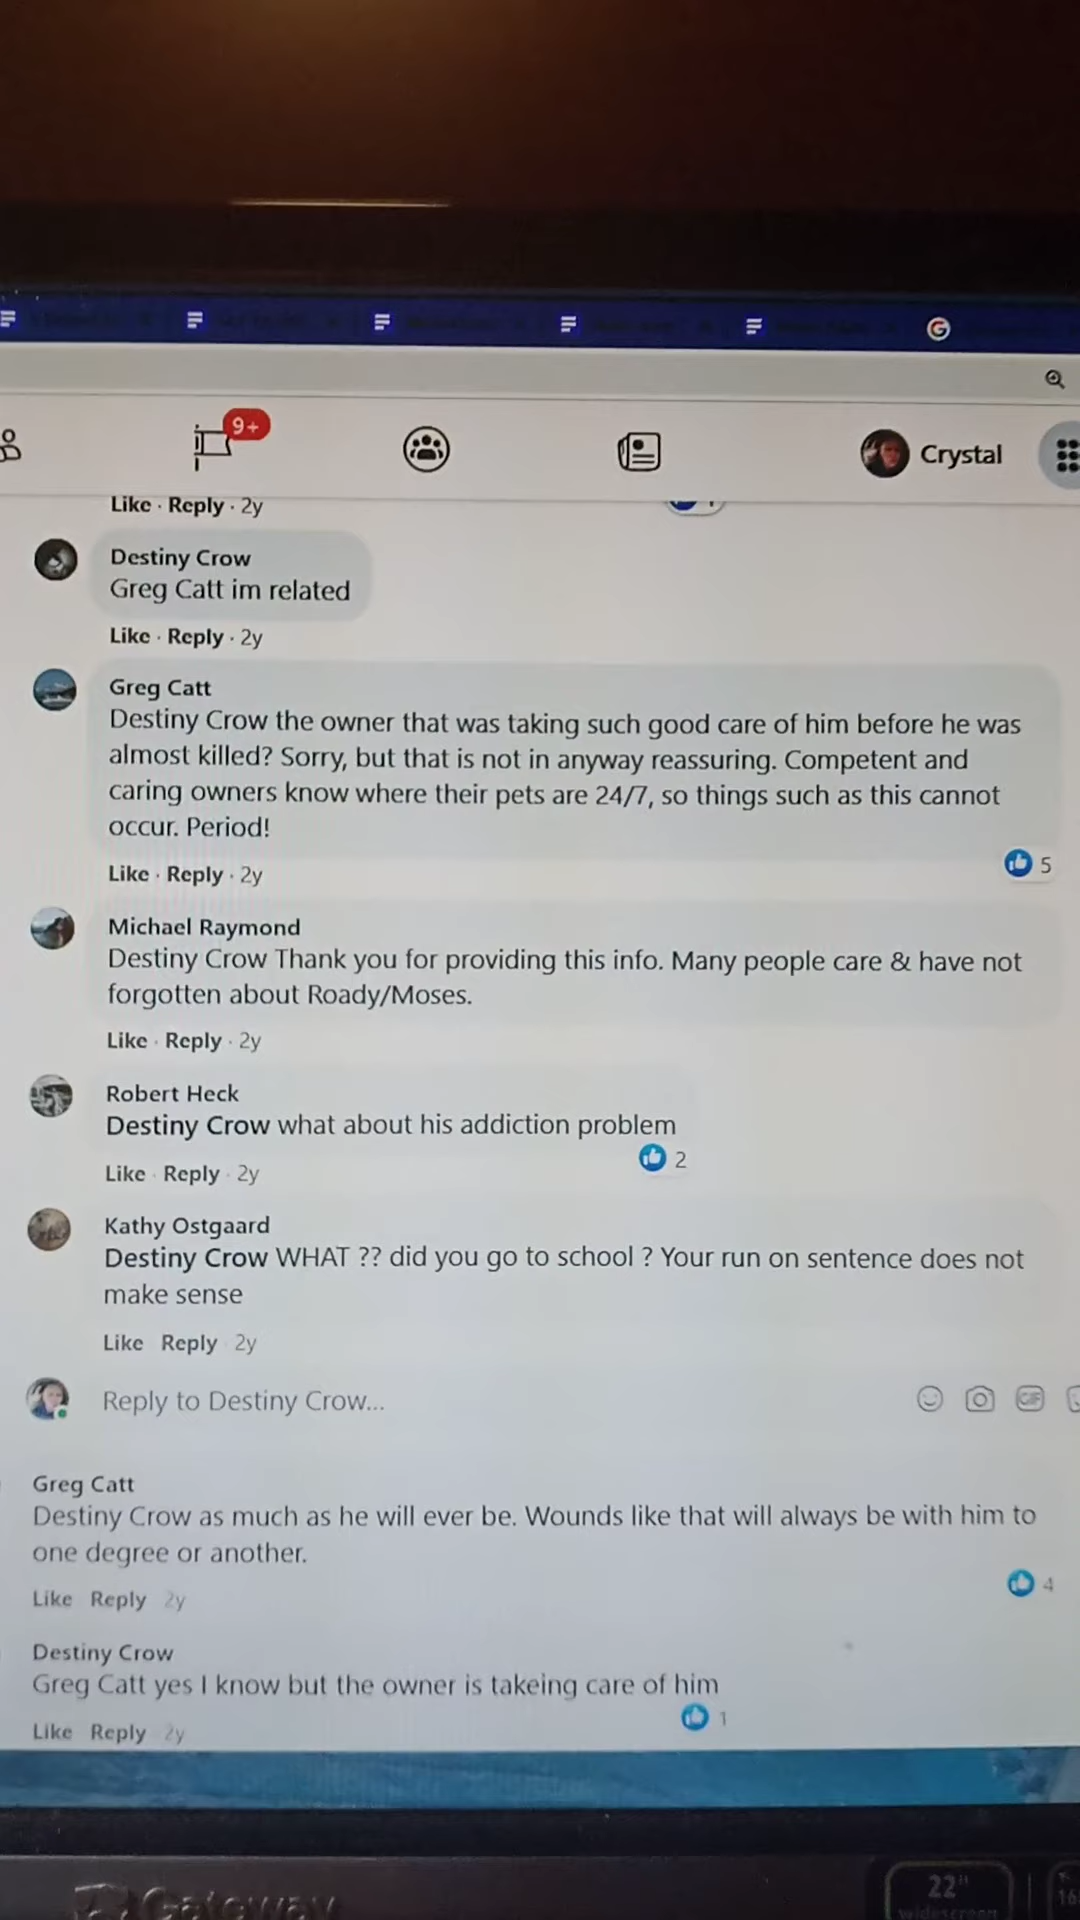 9+
Crystal
Like · Reply · 2y
Destiny Crow
Greg Catt im related
Like · Reply · 2y
Greg Catt
Destiny Crow the owner that was taking such good care of him before he was
almost killed? Sorry, but that is not in anyway reassuring. Competent and
caring owners know where their pets are 24/7, so things such as this cannot
occur. Period!
Like · Reply · 2y
5
Michael Raymond
Destiny Crow Thank you for providing this info. Many people care & have not
forgotten about Roady/Moses.
Like · Reply · 2y
Robert Heck
Destiny Crow what about his addiction problem
Like · Reply · 2y
2
Kathy Ostgaard
Destiny Crow WHAT ?? did you go to school ? Your run on sentence does not
make sense
Like Reply 2y
Reply to Destiny Crow...
GIF
Greg Catt
Destiny Crow as much as he will ever be. Wounds like that will always be with him to
one degree or another.
Like Reply 2y
4
Destiny Crow
Greg Catt yes I know but the owner is takeing care of him
Like Reply 2y
1
Gateway
22"
widescreen